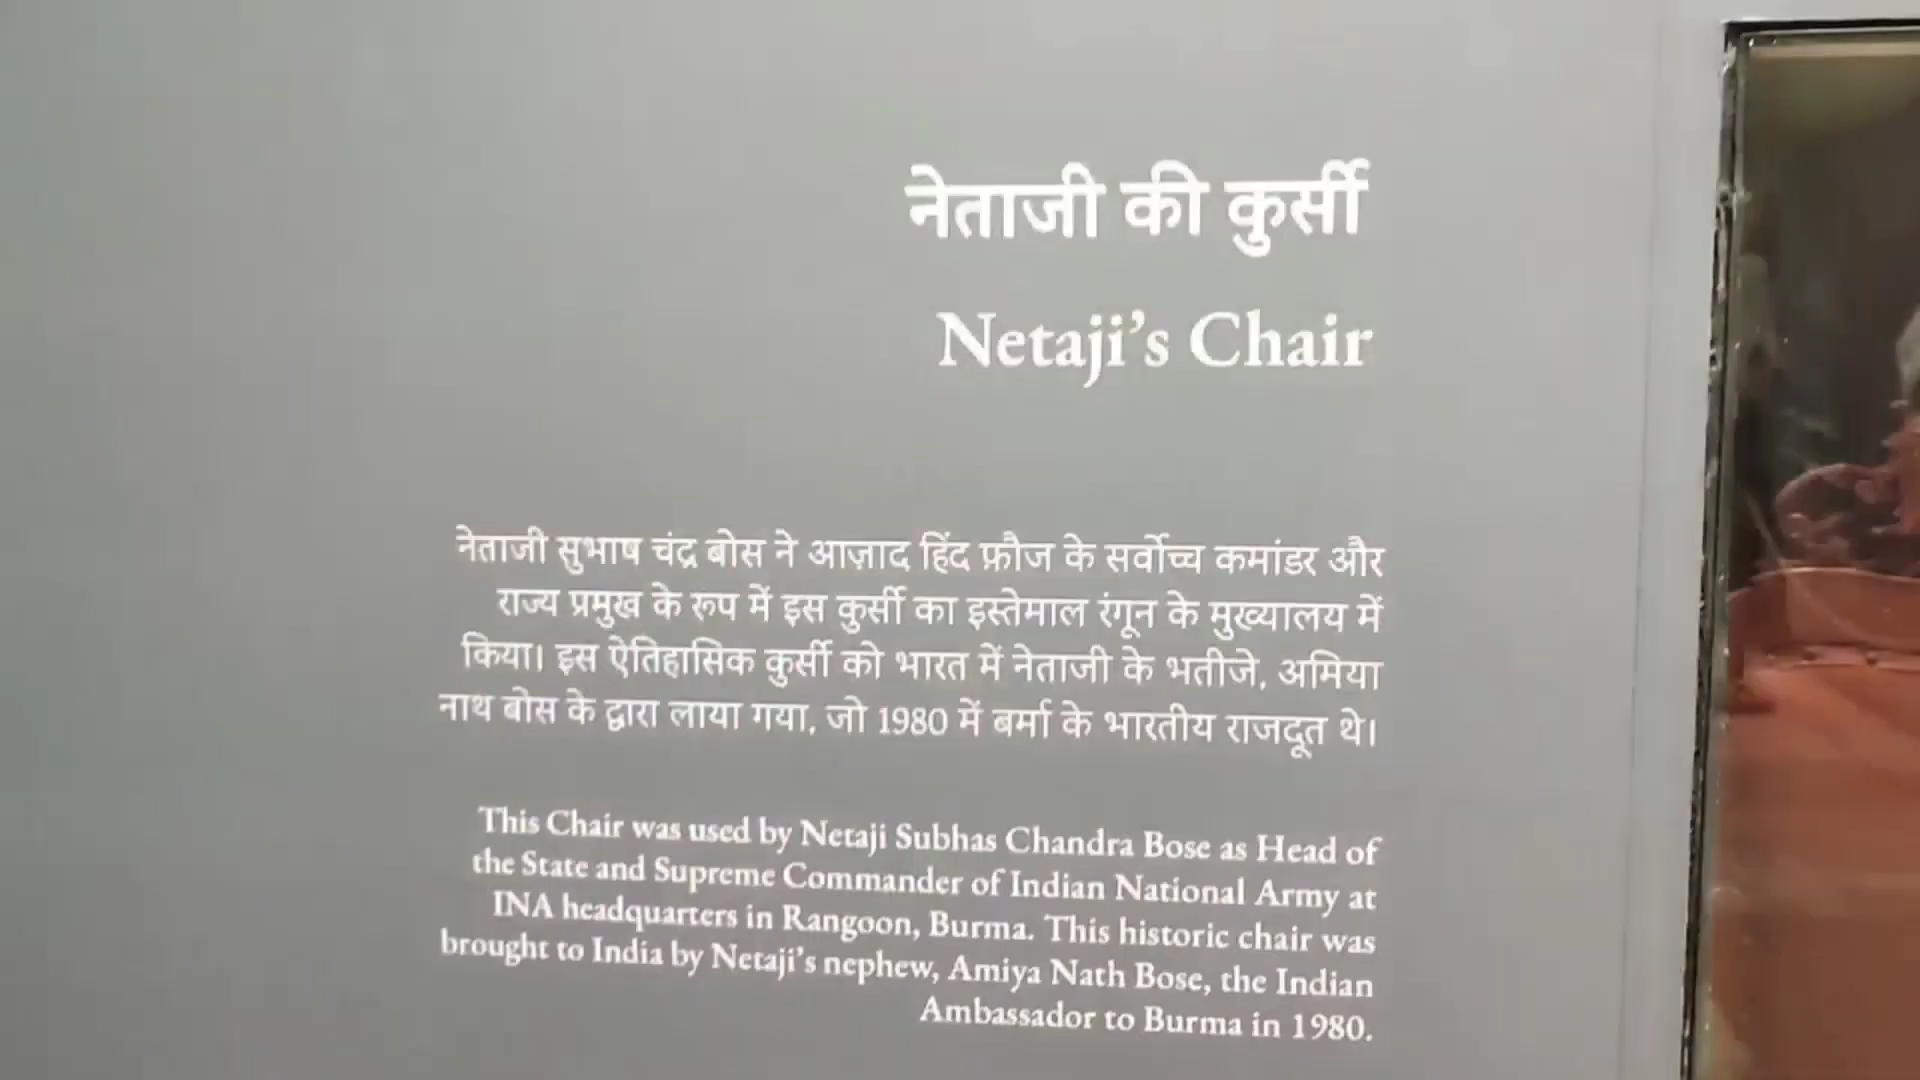 नेताजी की कुर्सी
Netaji’s Chair
नेताजी सुभाष चंद्र बोस ने आज़ाद हिंद फ़ौज के सर्वोच्च कमांडर और
राज्य प्रमुख के रूप में इस कुर्सी का इस्तेमाल रंगून के मुख्यालय में
किया। इस ऐतिहासिक कुर्सी को भारत में नेताजी के भतीजे, अमिया
नाथ बोस के द्वारा लाया गया, जो 1980 में बर्मा के भारतीय राजदूत थे।
This Chair was used by Netaji Subhas Chandra Bose as Head of
the State and Supreme Commander of Indian National Army at
INA headquarters in Rangoon, Burma. This historic chair was
brought to India by Netaji’s nephew, Amiya Nath Bose, the Indian
Ambassador to Burma in 1980.